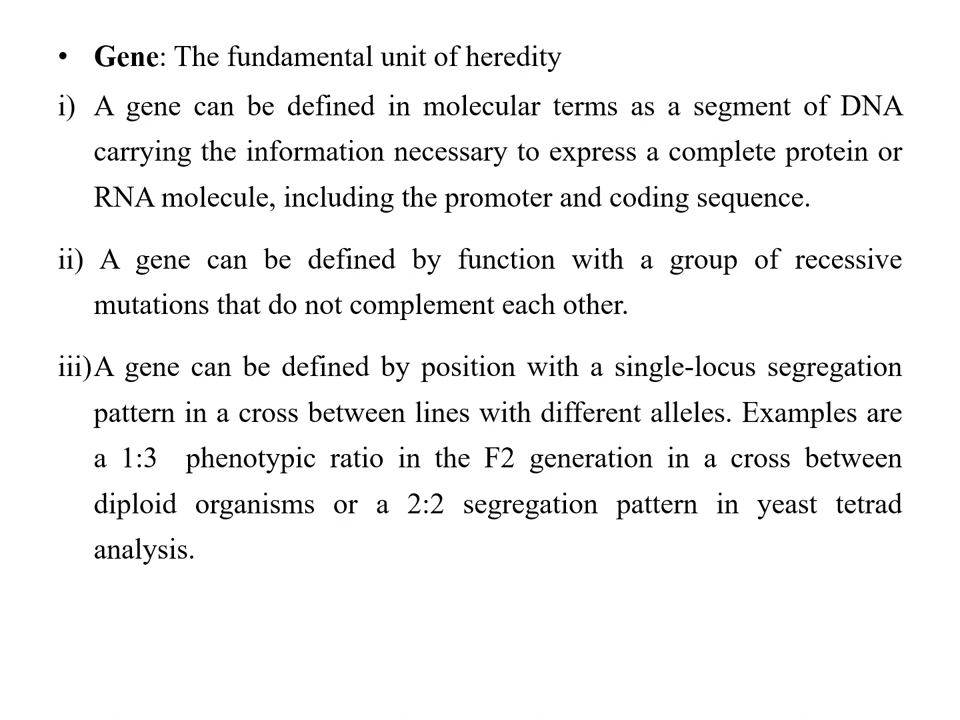 • Gene: The fundamental unit of heredity
i) A gene can be defined in molecular terms as a segment of DNA
carrying the information necessary to express a complete protein or
RNA molecule, including the promoter and coding sequence.
ii) A gene can be defined by function with a group of recessive
mutations that do not complement each other.
iii) A gene can be defined by position with a single-locus segregation
pattern in a cross between lines with different alleles. Examples are
a 1:3 phenotypic ratio in the F2 generation in a cross between
diploid organisms or a 2:2 segregation pattern in yeast tetrad
analysis.